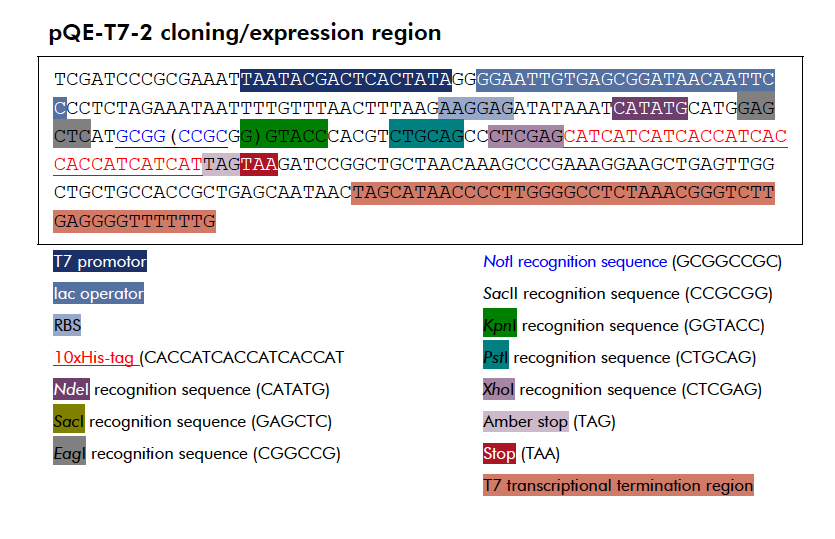 pQE-T7-2 cloning/expression region
TCGATCCCGCGAAATTAATACGACTCACTATAGGGGAATTGTGAGCGGATAACAATTC
CCCTCTAGAAATAATTTTGTTTAACTTTAAGAAGGAGATATAAATCATATGCATGGAG
CTCATGCGG(CCGCGG)GTACCCACGTCTGCAGCCCTCGAGCATCATCATCACCATCAC
CACCATCATCATTAGTAAGATCCGGCTGCTAACAAAGCCCGAAAGGAAGCTGAGTTGG
CTGCTGCCACCGCTGAGCAATAACTAGCATAACCCCTTGGGGCCTCTAAACGGGTCTT
GAGGGGTTTTTTG
T7 promotor
lac operator
RBS
10xHis-tag (CACCATCACCATCACCAT
NdeI recognition sequence (CATATG)
SacI recognition sequence (GAGCTC)
EagI recognition sequence (CGGCCG)
NotI recognition sequence (GCGGCCGC)
SacII recognition sequence (CCGCGG)
KpnI recognition sequence (GGTACC)
PstI recognition sequence (CTGCAG)
XhoI recognition sequence (CTCGAG)
Amber stop (TAG)
Stop (TAA)
T7 transcriptional termination region